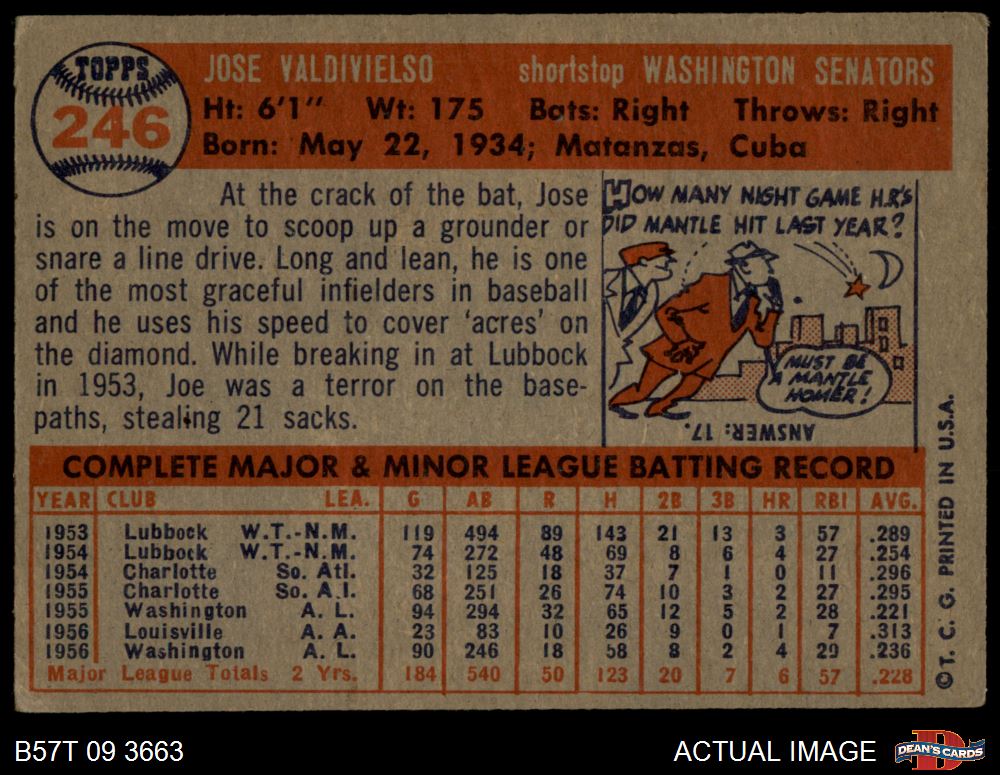 TOPPS
246
JOSE VALDIVIELSO shortstop WASHINGTON SENATORS
Ht: 6'1" Wt: 175 Bats: Right Throws: Right
Born: May 22, 1934; Matanzas, Cuba
At the crack of the bat, Jose
is on the move to scoop up a grounder or
snare a line drive. Long and lean, he is one
of the most graceful infielders in baseball
and he uses his speed to cover 'acres' on
the diamond. While breaking in at Lubbock
in 1953, Joe was a terror on the base-
paths, stealing 21 sacks.
HOW MANY NIGHT GAME H.R's
DID MANTLE HIT LAST YEAR?
MUST BE
A MANTLE
HOMER!
ANSWER: 17.
COMPLETE MAJOR & MINOR LEAGUE BATTING RECORD
YEAR CLUB LEA. G AB R H 2B 3B HR RBI AVG.
1953 Lubbock W.T.-N.M. 119 494 89 143 21 13 3 57 .289
1954 Lubbock W.T.-N.M. 74 272 48 69 8 6 4 27 .254
1954 Charlotte So. Atl. 32 125 18 37 7 1 0 11 .296
1955 Charlotte So. A.l. 68 251 26 74 10 3 2 27 .295
1955 Washington A. L. 94 294 32 65 12 5 2 28 .221
1956 Louisville A. A. 23 83 10 26 9 0 1 7 .313
1956 Washington A. L. 90 246 18 58 8 2 4 29 .236
Major League Totals 2 Yrs. 184 540 50 123 20 7 6 57 .228
© T. C. G. PRINTED IN U.S.A.
B57T 09 3663
ACTUAL IMAGE
D
DEAN'S CARDS